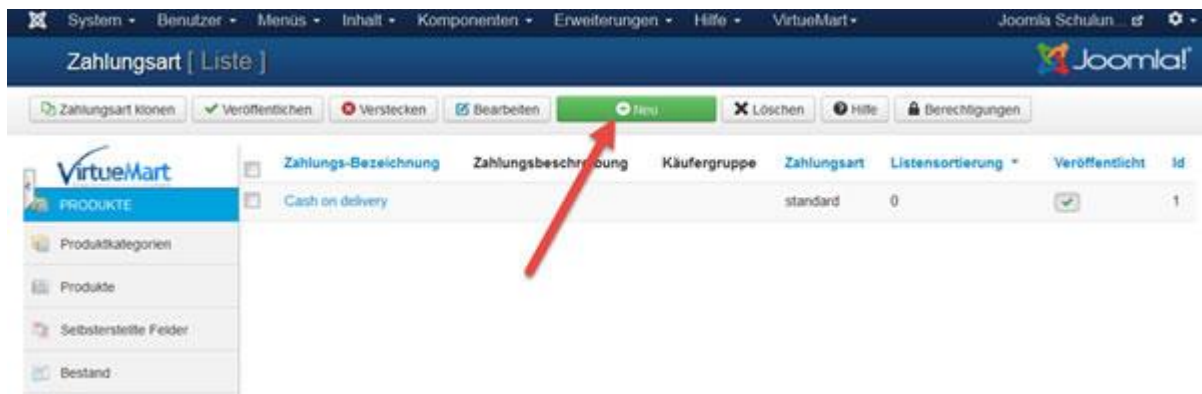 System Benutzer Menüs Inhalt Komponenten Erweiterungen Hilfe VirtueMart Joomla Schulun...
Zahlungsart [ Liste ] Joomla!
Zahlungsart klonen Veröffentlichen Verstecken Bearbeiten Neu Löschen Hilfe Berechtigungen
VirtueMart Zahlungs-Bezeichnung Zahlungsbeschreibung Käufergruppe Zahlungsart Listensortierung Veröffentlicht Id
PRODUKTE Cash on delivery standard 0 1
Produktkategorien
Produkte
Selbsterstellte Felder
Bestand